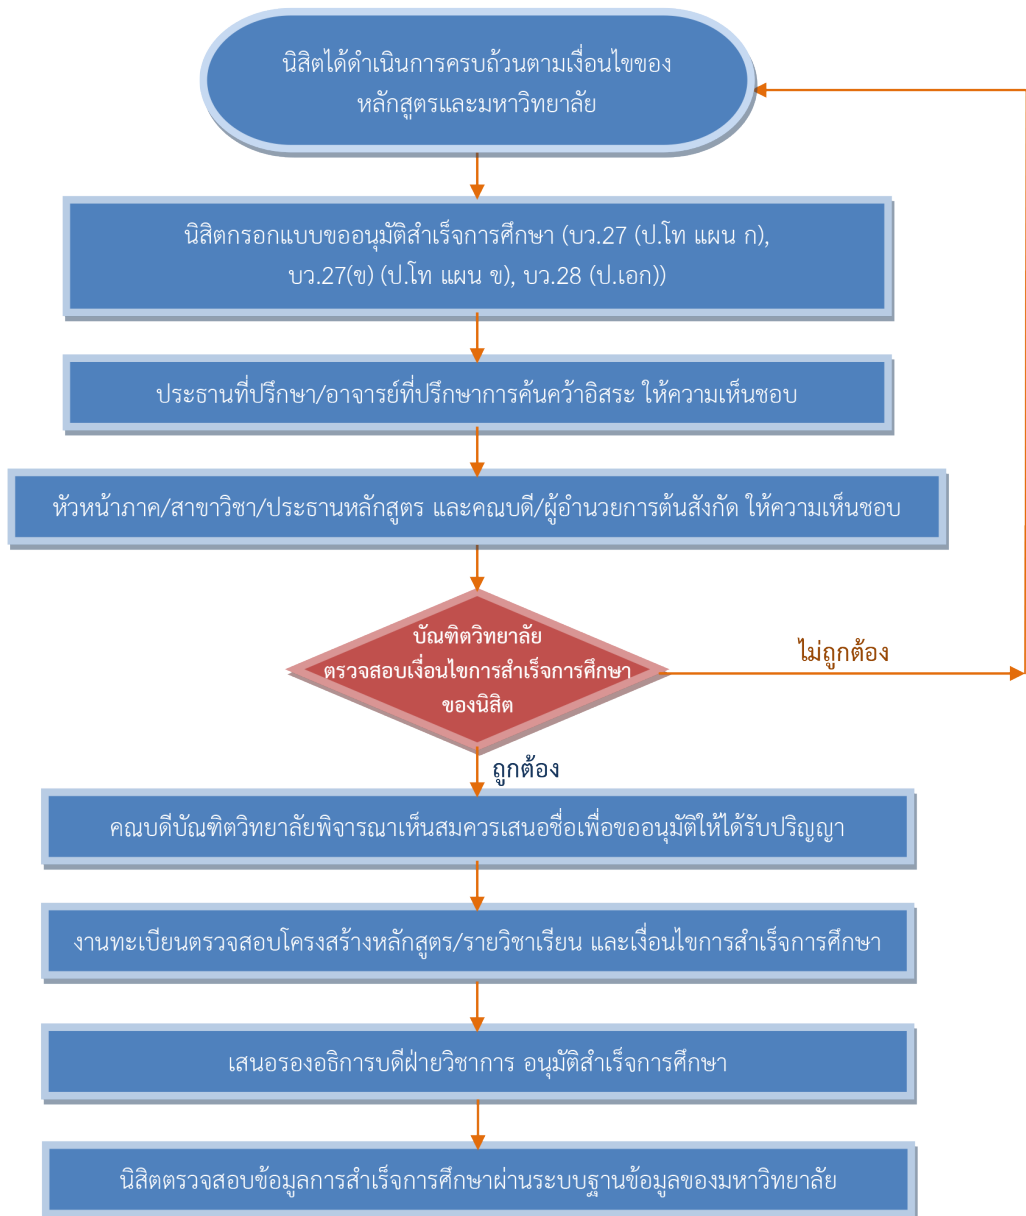 นิสิตได้ดำเนินการครบถ้วนตามเงื่อนไขของ
หลักสูตรและมหาวิทยาลัย
นิสิตกรอกแบบขออนุมัติสำเร็จการศึกษา (บว.27 (ป.โท แผน ก),
บว.27(ข) (ป.โท แผน ข), บว.28 (ป.เอก))
ประธานที่ปรึกษา/อาจารย์ที่ปรึกษาการค้นคว้าอิสระ ให้ความเห็นชอบ
หัวหน้าภาค/สาขาวิชา/ประธานหลักสูตร และคณบดี/ผู้อำนวยการต้นสังกัด ให้ความเห็นชอบ
บัณฑิตวิทยาลัย
ตรวจสอบเงื่อนไขการสำเร็จการศึกษา
ของนิสิต
ไม่ถูกต้อง
ถูกต้อง
คณบดีบัณฑิตวิทยาลัยพิจารณาเห็นสมควรเสนอชื่อเพื่อขออนุมัติให้ได้รับปริญญา
งานทะเบียนตรวจสอบโครงสร้างหลักสูตร/รายวิชาเรียน และเงื่อนไขการสำเร็จการศึกษา
เสนอรองอธิการบดีฝ่ายวิชาการ อนุมัติสำเร็จการศึกษา
นิสิตตรวจสอบข้อมูลการสำเร็จการศึกษาผ่านระบบฐานข้อมูลของมหาวิทยาลัย